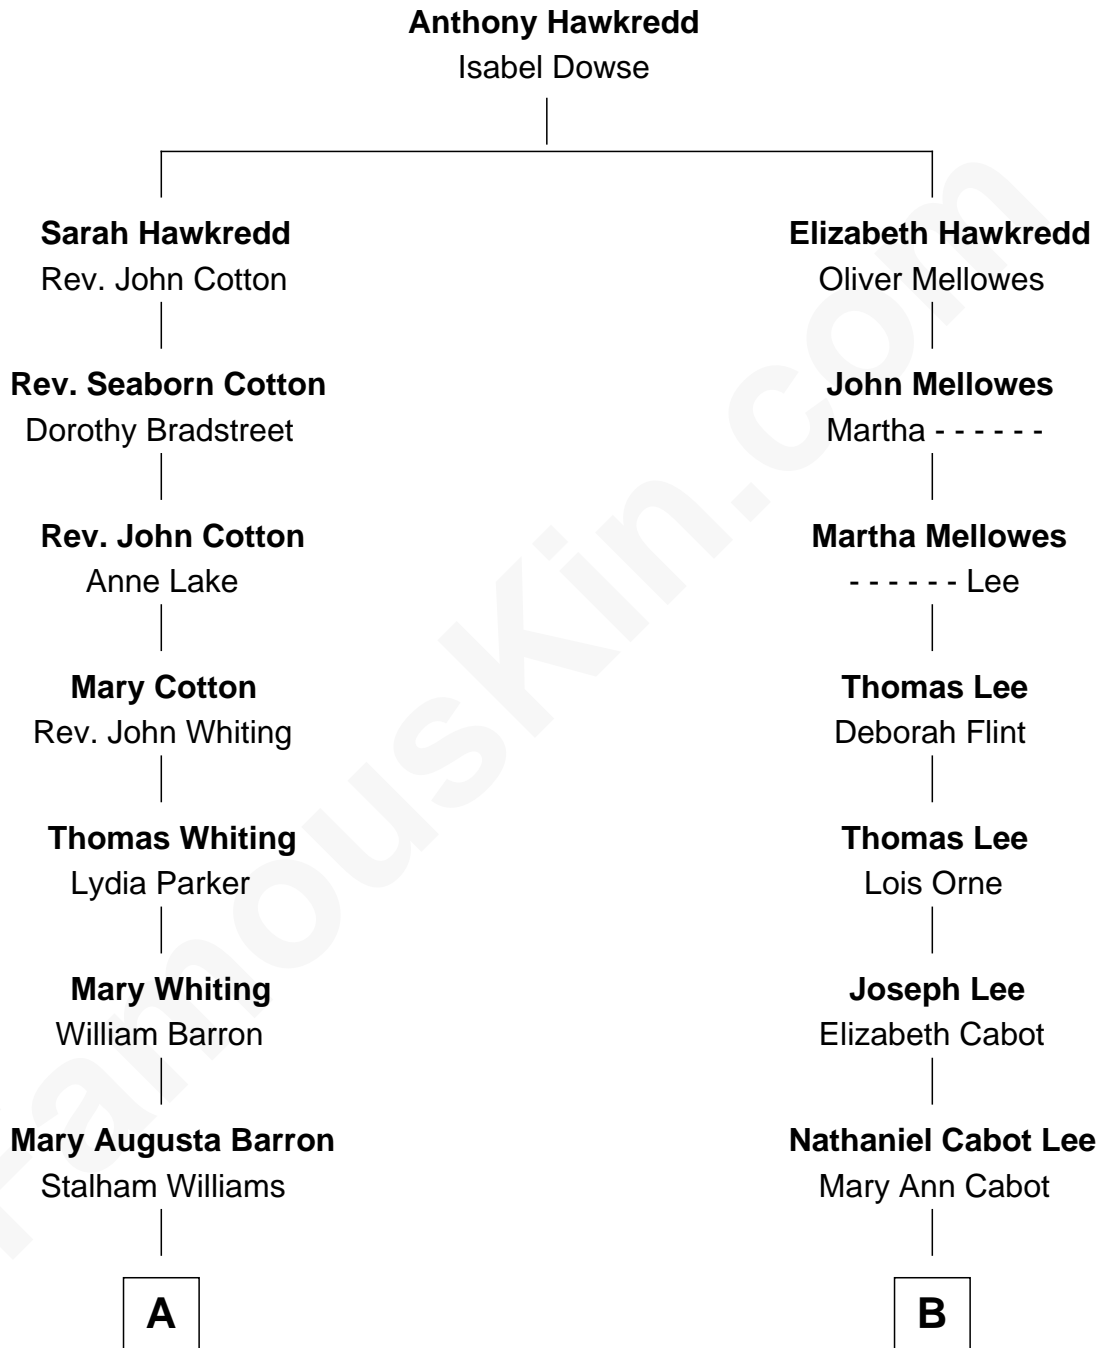 Anthony Hawkredd
Isabel Dowse
Sarah Hawkredd
Rev. John Cotton
Rev. Seaborn Cotton
Dorothy Bradstreet
Rev. John Cotton
Anne Lake
Mary Cotton
Rev. John Whiting
Thomas Whiting
Lydia Parker
Mary Whiting
William Barron
Mary Augusta Barron
Stalham Williams
A
Elizabeth Hawkredd
Oliver Mellowes
John Mellowes
Martha - - - - - -
Martha Mellowes
- - - - - - Lee
Thomas Lee
Deborah Flint
Thomas Lee
Lois Orne
Joseph Lee
Elizabeth Cabot
Nathaniel Cabot Lee
Mary Ann Cabot
B
FamousKin.com